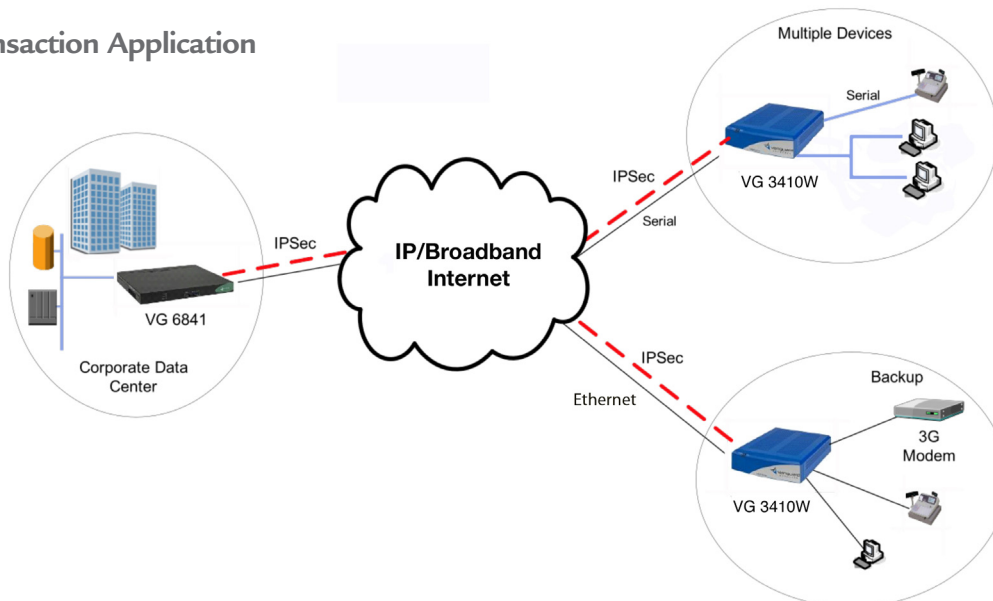 nsaction Application
Multiple Devices
Serial
VG 3410W
IPSec
Serial
IPSec
IP/Broadband
Internet
VG 6841
Corporate Data
Center
IPSec
Ethernet
Backup
3G
Modem
VG 3410W